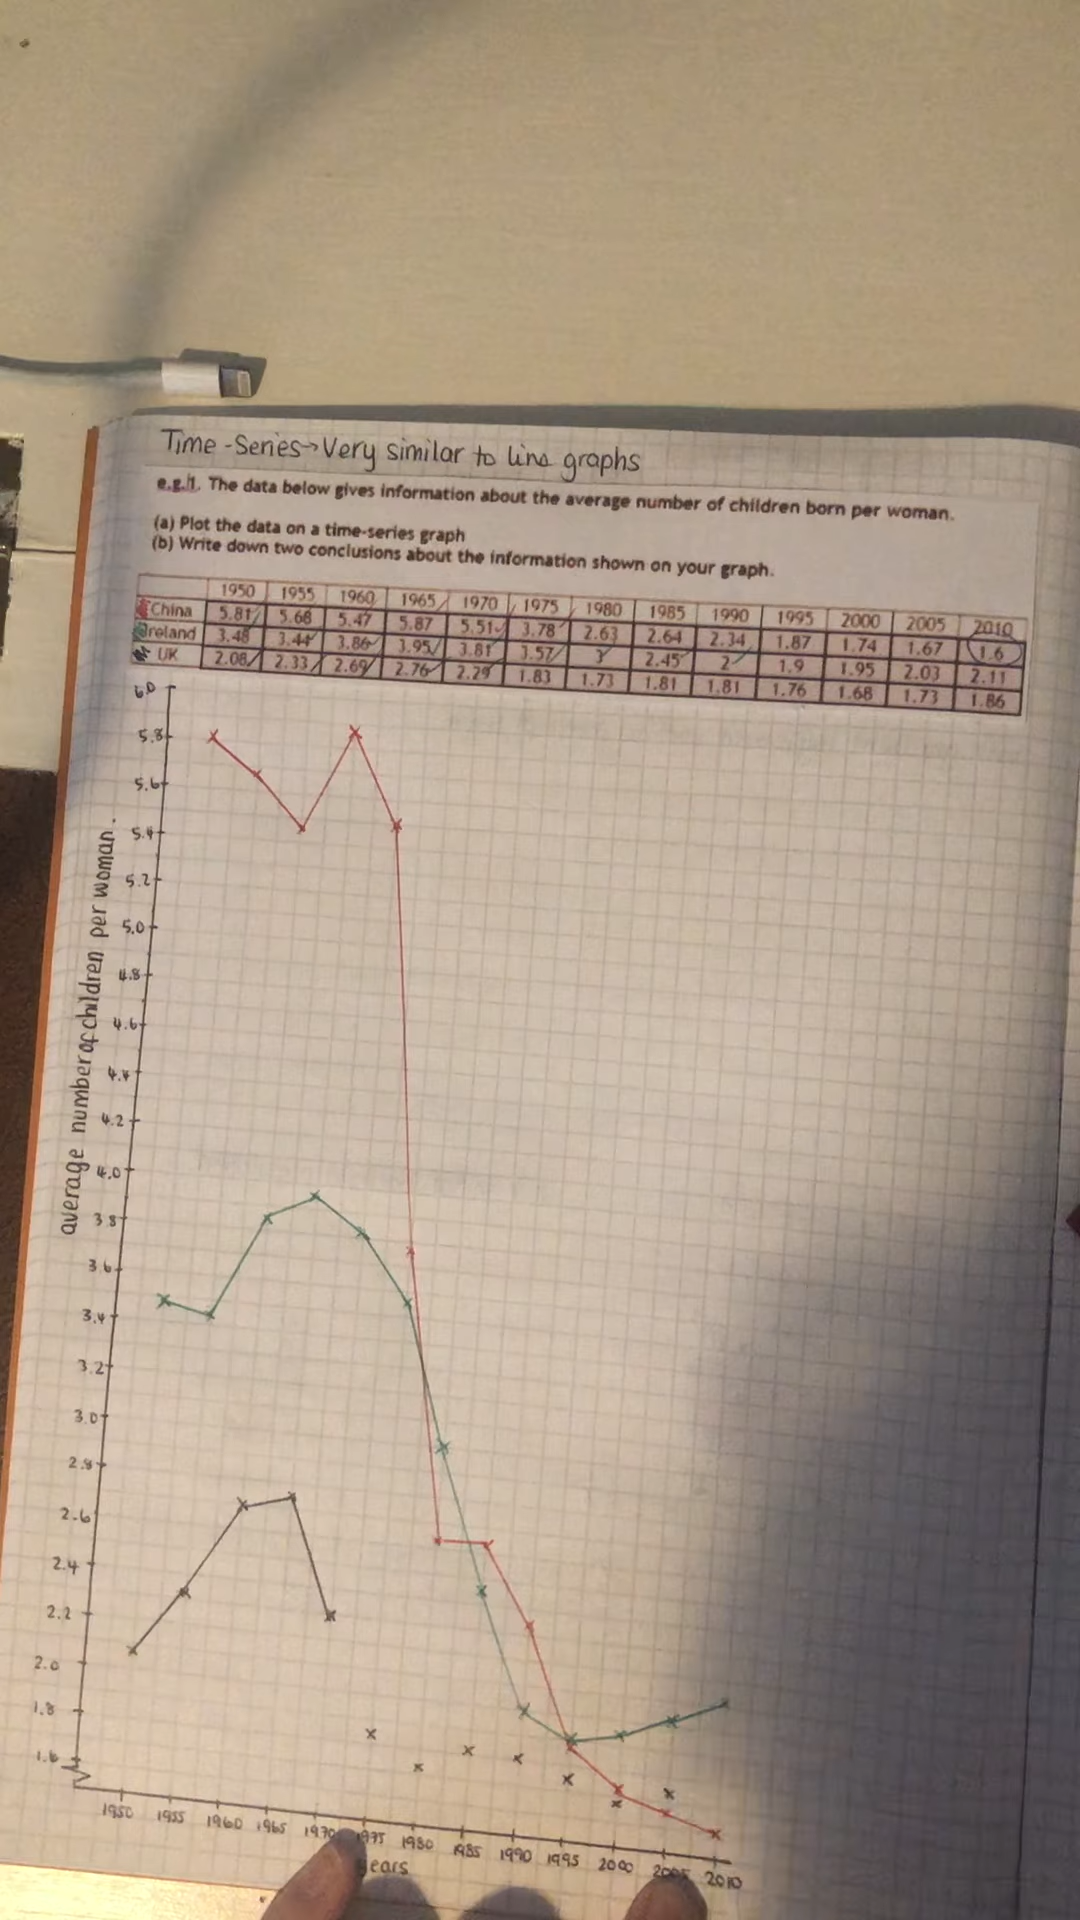 Time-Series→Very similar to line graphs
e.g.1. The data below gives information about the average number of children born per woman.
(a) Plot the data on a time-series graph
(b) Write down two conclusions about the information shown on your graph.
1950 1955 1960 1965 1970 1975 1980 1985 1990 1995 2000 2005 2010
China 5.81 5.68 5.47 5.87 5.51 3.78 2.63 2.64 2.34 1.87 1.74 1.67 1.6
Ireland 3.48 3.44 3.86 3.95 3.81 3.57 3 2.45 2 1.9 1.95 2.03 2.11
UK 2.08 2.33 2.69 2.76 2.29 1.83 1.73 1.81 1.81 1.76 1.68 1.73 1.86
6.0
5.8
5.6
5.4
5.2
5.0
4.8
4.6
4.4
4.2
4.0
3.8
3.6
3.4
3.2
3.0
2.8
2.6
2.4
2.2
2.0
1.8
1.6
average number of children per woman.
1950 1955 1960 1965 1970 1975 1980 1985 1990 1995 2000 2005 2010
ears